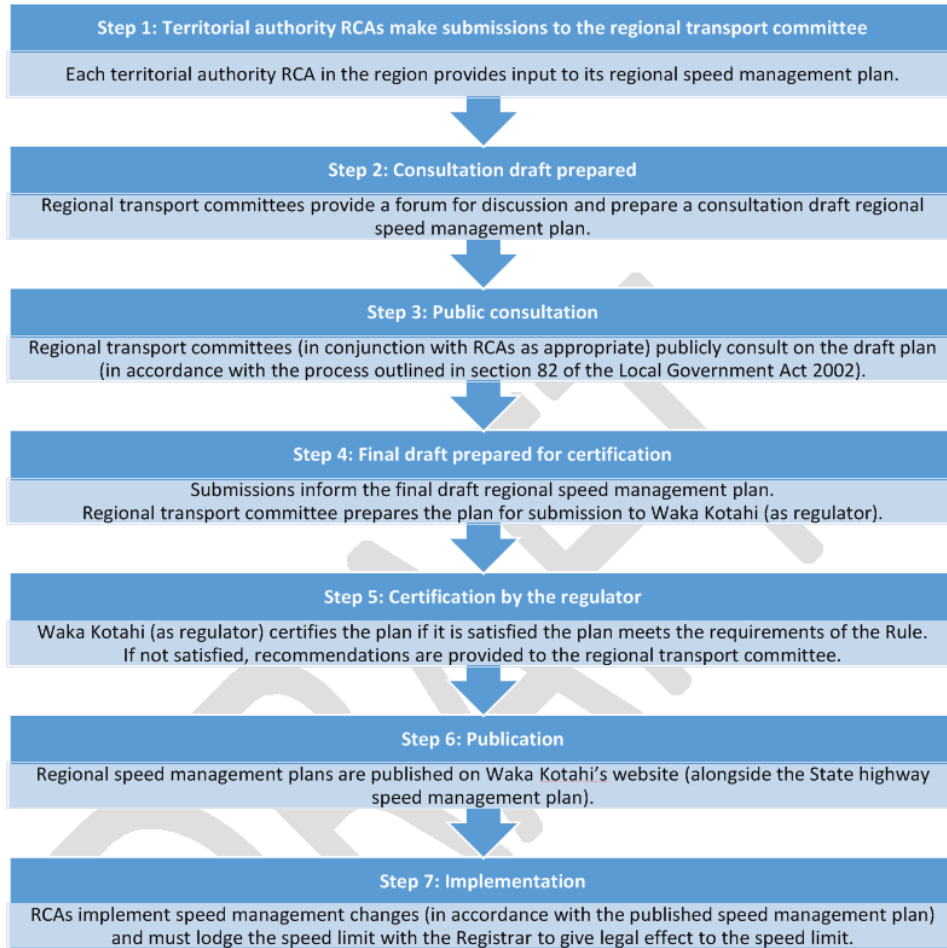 Step 1: Territorial authority RCAs make submissions to the regional transport committee
Each territorial authority RCA in the region provides input to its regional speed management plan.
Step 2: Consultation draft prepared
Regional transport committees provide a forum for discussion and prepare a consultation draft regional
speed management plan.
Step 3: Public consultation
Regional transport committees (in conjunction with RCAs as appropriate) publicly consult on the draft plan
(in accordance with the process outlined in section 82 of the Local Government Act 2002).
Step 4: Final draft prepared for certification
Submissions inform the final draft regional speed management plan.
Regional transport committee prepares the plan for submission to Waka Kotahi (as regulator).
Step 5: Certification by the regulator
Waka Kotahi (as regulator) certifies the plan if it is satisfied the plan meets the requirements of the Rule.
If not satisfied, recommendations are provided to the regional transport committee.
Step 6: Publication
Regional speed management plans are published on Waka Kotahi's website (alongside the State highway
speed management plan).
Step 7: Implementation
RCAs implement speed management changes (in accordance with the published speed management plan)
and must lodge the speed limit with the Registrar to give legal effect to the speed limit.
DRAFT